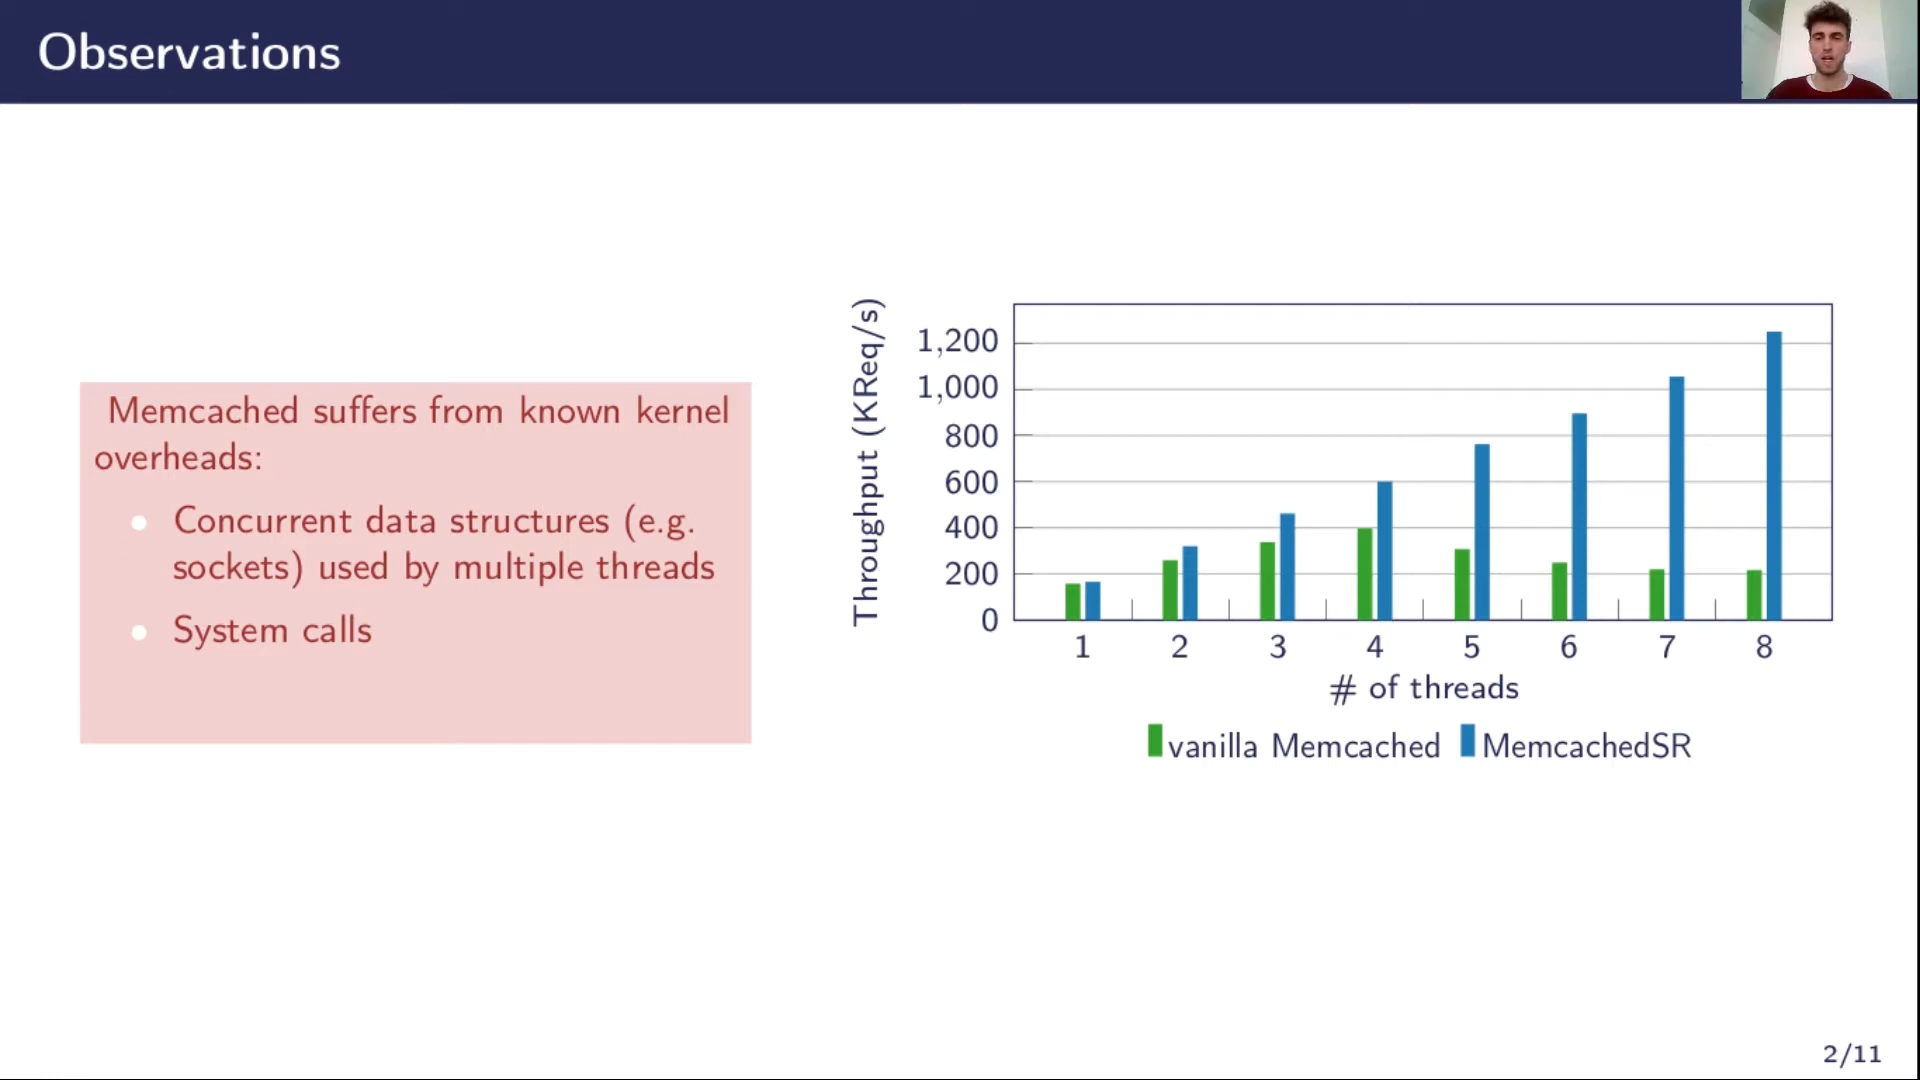 Observations
Memcached suffers from known kernel
overheads:
Concurrent data structures (e.g.
sockets) used by multiple threads
System calls
Throughput (KReq/s)
1,200
1,000
800
600
400
200
0
1 2 3 4 5 6 7 8
# of threads
vanilla Memcached MemcachedSR
2/11